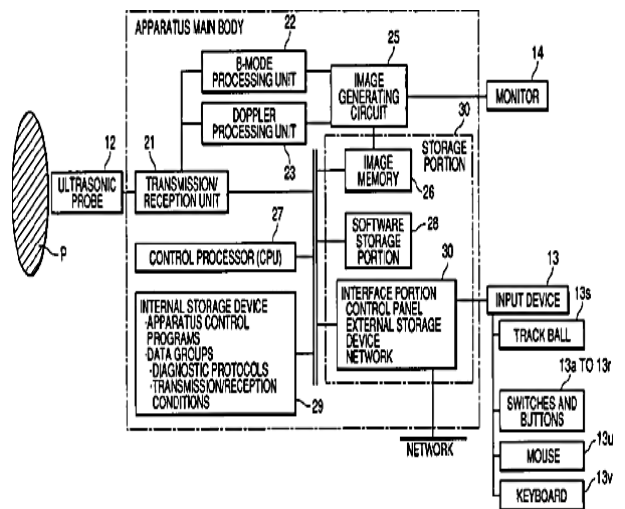 APPARATUS MAIN BODY
22
B-MODE
PROCESSING UNIT
25
IMAGE
GENERATING
CIRCUIT
14
MONITOR
DOPPLER
PROCESSING UNIT
23
30
STORAGE
PORTION
12
ULTRASONIC
PROBE
21
TRANSMISSION/
RECEPTION UNIT
IMAGE
MEMORY
26
P
27
CONTROL PROCESSOR (CPU)
SOFTWARE
STORAGE
PORTION
28
30
INTERFACE PORTION
CONTROL PANEL
EXTERNAL STORAGE
DEVICE
NETWORK
INTERNAL STORAGE DEVICE
·APPARATUS CONTROL
PROGRAMS
·DATA GROUPS
·DIAGNOSTIC PROTOCOLS
·TRANSMISSION/RECEPTION
CONDITIONS
29
13
INPUT DEVICE
13s
TRACK BALL
13a TO 13r
SWITCHES AND
BUTTONS
13u
MOUSE
13v
KEYBOARD
NETWORK